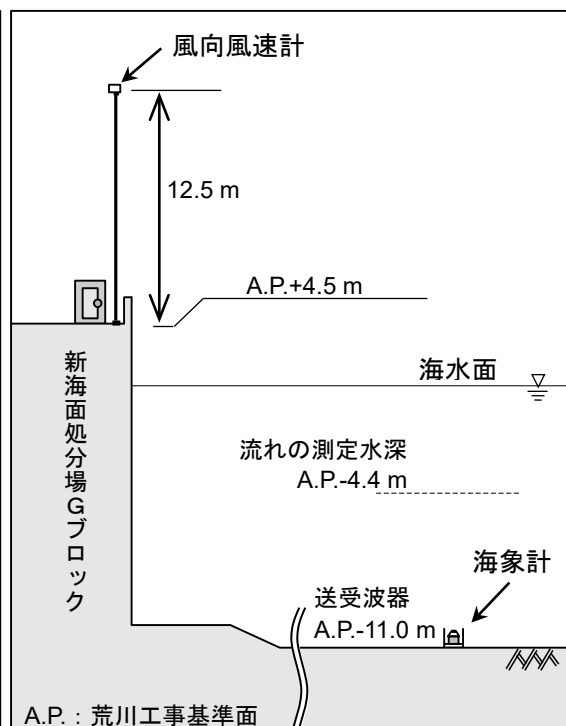 風向風速計
12.5 m
A.P.+4.5 m
新海面処分場Gブロック
海水面
流れの測定水深
A.P.-4.4 m
海象計
送受波器
A.P.-11.0 m
A.P.：荒川工事基準面